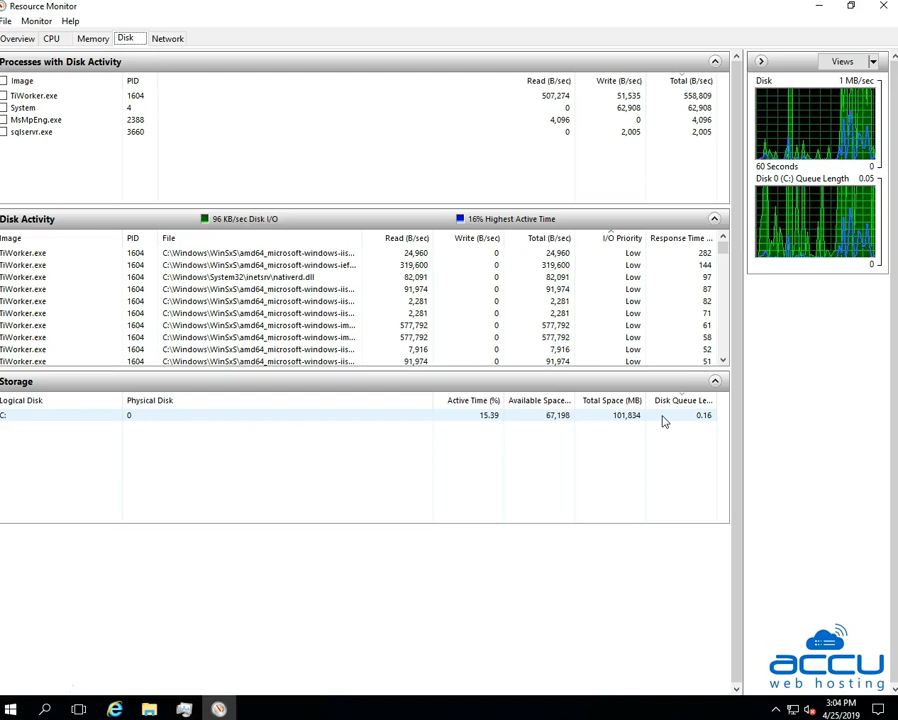 Resource Monitor
File Monitor Help
Overview CPU Memory Disk Network
Processes with Disk Activity
Image PID Read (B/sec) Write (B/sec) Total (B/sec)
TiWorker.exe 1604 507,274 51,535 558,809
System 4 0 62,908 62,908
MsMpEng.exe 2388 4,096 0 4,096
sqlservr.exe 3660 0 2,005 2,005
Disk Activity 96 KB/sec Disk I/O 16% Highest Active Time
Image PID File Read (B/sec) Write (B/sec) Total (B/sec) I/O Priority Response Time ...
TiWorker.exe 1604 C:\Windows\WinSxS\amd64_microsoft-windows-iis... 24,960 0 24,960 Low 282
TiWorker.exe 1604 C:\Windows\WinSxS\amd64_microsoft-windows-ief... 319,600 0 319,600 Low 144
TiWorker.exe 1604 C:\Windows\System32\inetsrv\nativerd.dll 82,091 0 82,091 Low 97
TiWorker.exe 1604 C:\Windows\WinSxS\amd64_microsoft-windows-iis... 91,974 0 91,974 Low 87
TiWorker.exe 1604 C:\Windows\WinSxS\amd64_microsoft-windows-iis... 2,281 0 2,281 Low 82
TiWorker.exe 1604 C:\Windows\WinSxS\amd64_microsoft-windows-iis... 2,281 0 2,281 Low 71
TiWorker.exe 1604 C:\Windows\WinSxS\amd64_microsoft-windows-im... 577,792 0 577,792 Low 61
TiWorker.exe 1604 C:\Windows\WinSxS\amd64_microsoft-windows-im... 577,792 0 577,792 Low 58
TiWorker.exe 1604 C:\Windows\WinSxS\amd64_microsoft-windows-iis... 7,916 0 7,916 Low 52
TiWorker.exe 1604 C:\Windows\WinSxS\amd64_microsoft-windows-iis... 91,974 0 91,974 Low 51
Storage
Logical Disk Physical Disk Active Time (%) Available Space... Total Space (MB) Disk Queue Le...
C: 0 15.39 67,198 101,834 0.16
Views
Disk 1 MB/sec
60 Seconds 0
Disk 0 (C:) Queue Length 0.05
0
accu
web hosting
3:04 PM
4/25/2019